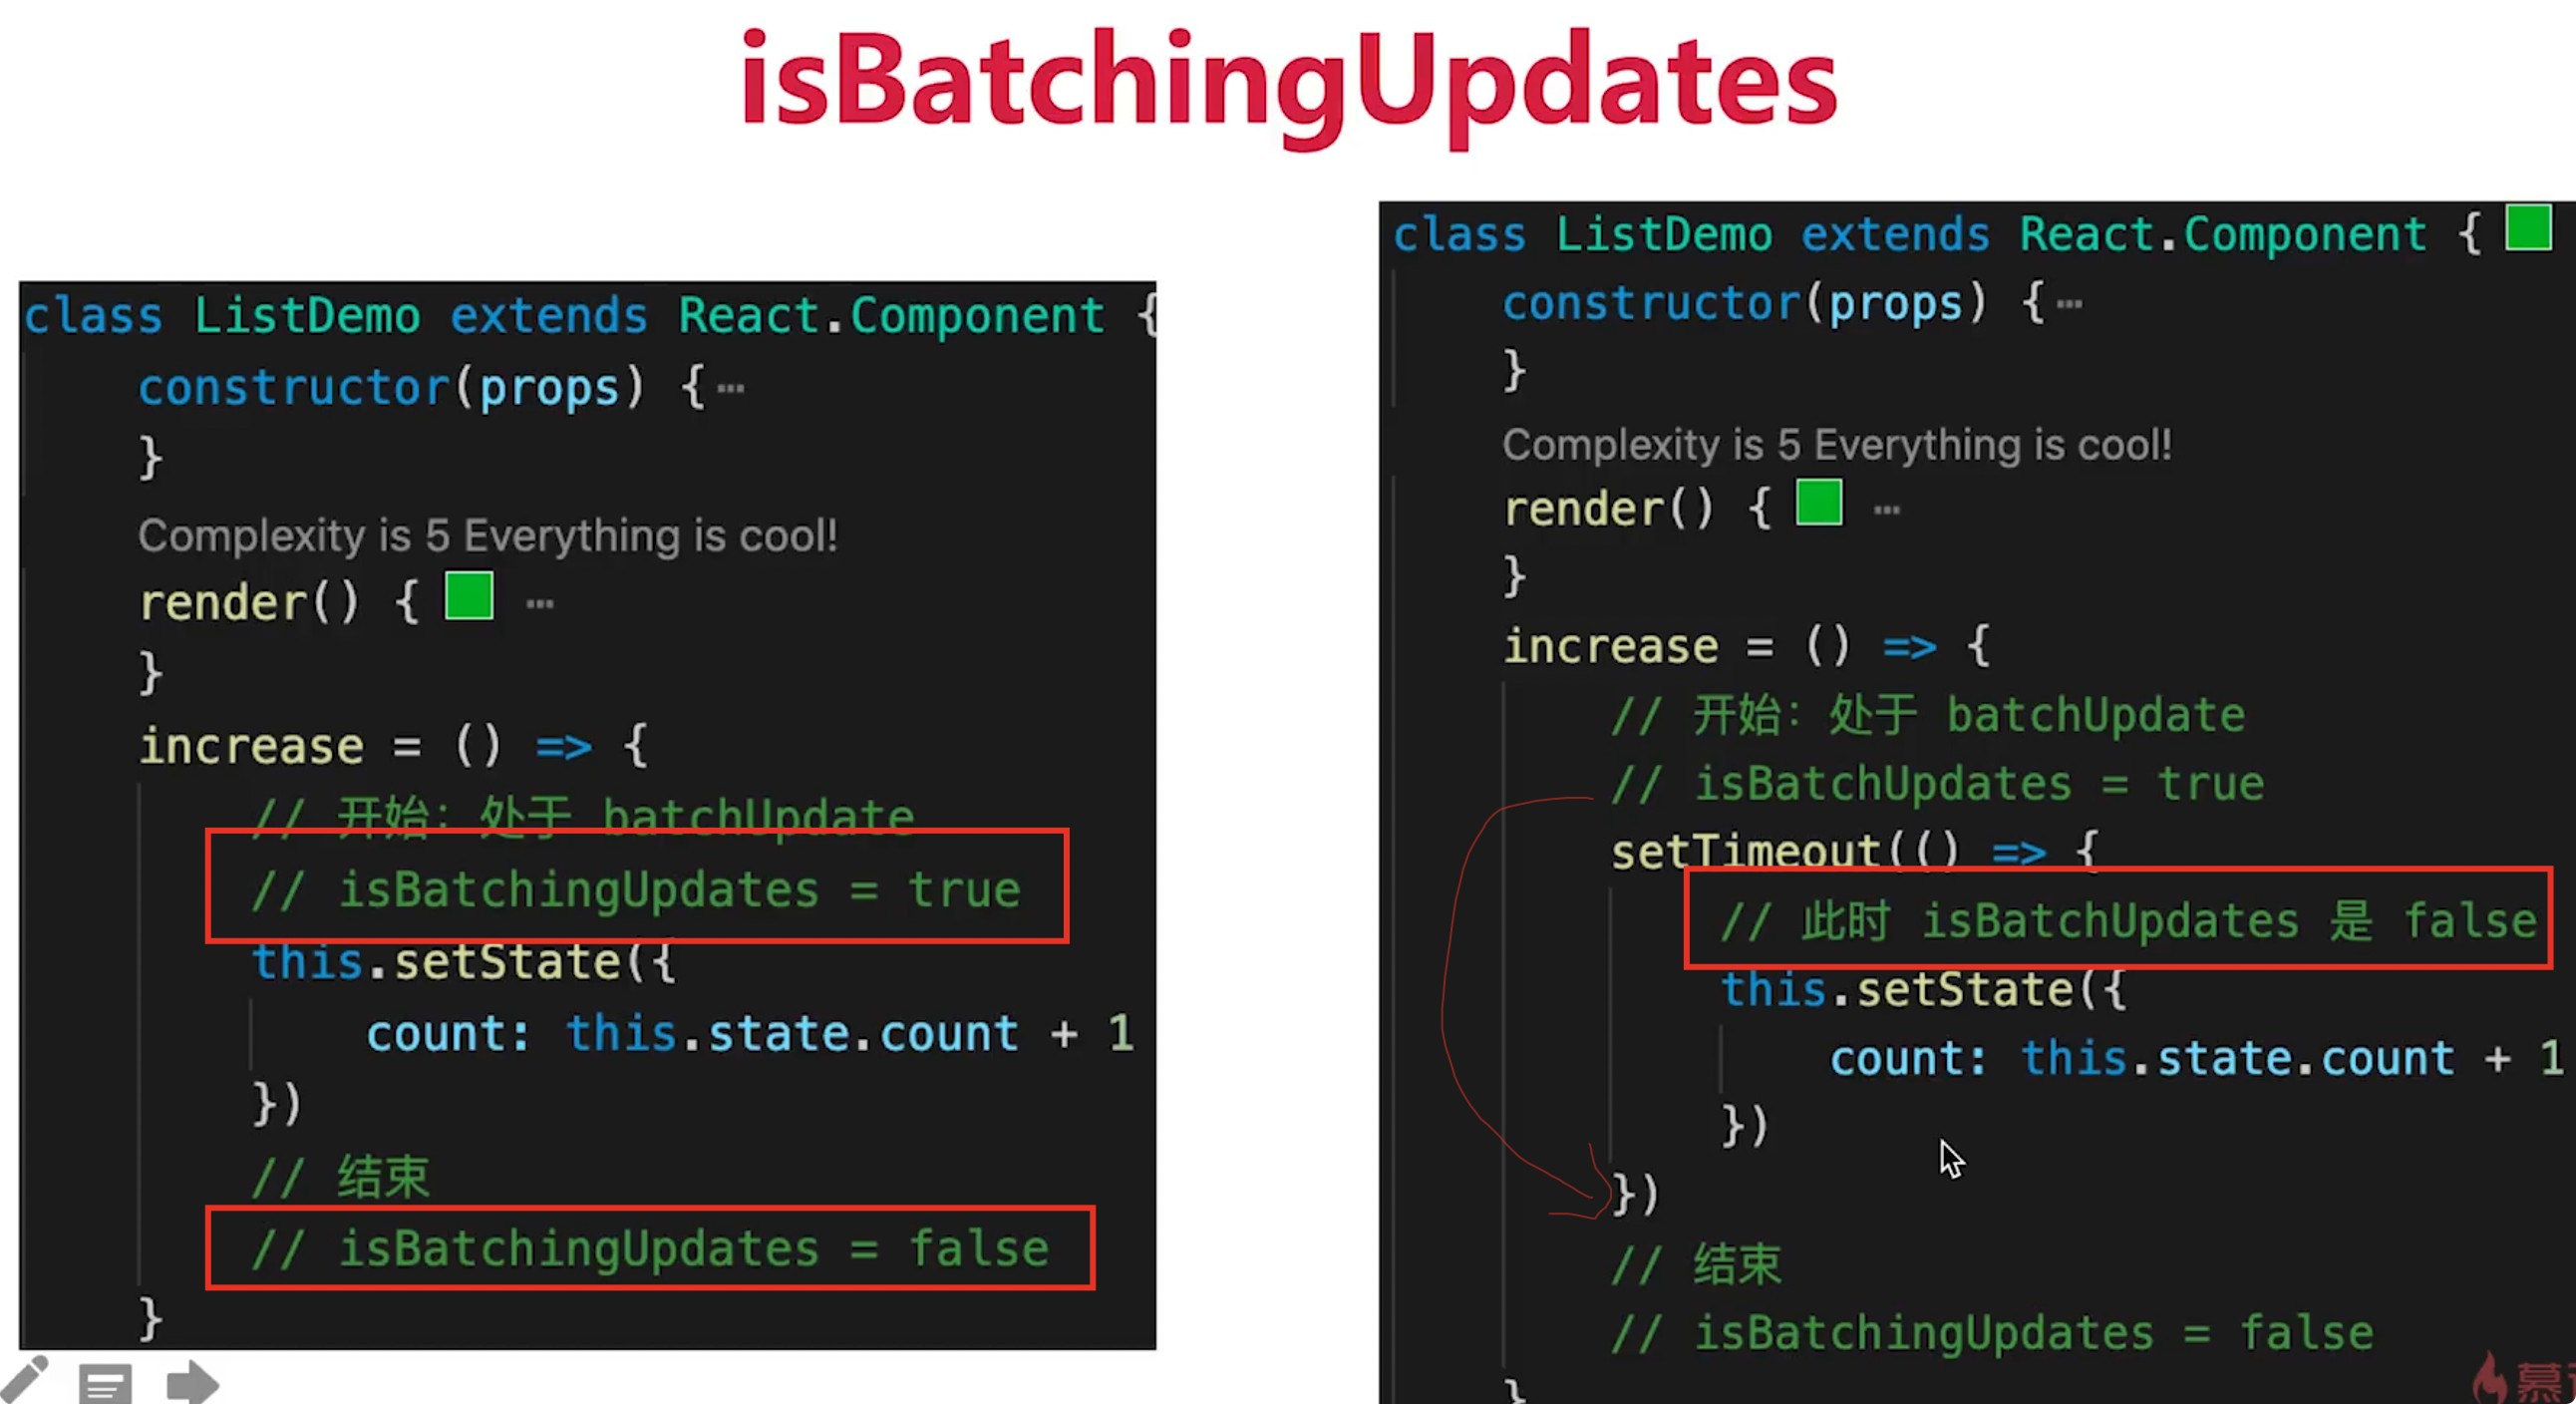 isBatchingUpdates
class ListDemo extends React.Component {
constructor(props) {…
}
Complexity is 5 Everything is cool!
render() { …
}
increase = () => {
// 开始: 处于 batchUpdate
// isBatchingUpdates = true
this.setState({
count: this.state.count + 1
})
// 结束
// isBatchingUpdates = false
}
class ListDemo extends React.Component {
constructor(props) {…
}
Complexity is 5 Everything is cool!
render() { …
}
increase = () => {
// 开始: 处于 batchUpdate
// isBatchUpdates = true
setTimeout(() => {
// 此时 isBatchUpdates 是 false
this.setState({
count: this.state.count + 1
})
})
// 结束
// isBatchingUpdates = false
}
慕